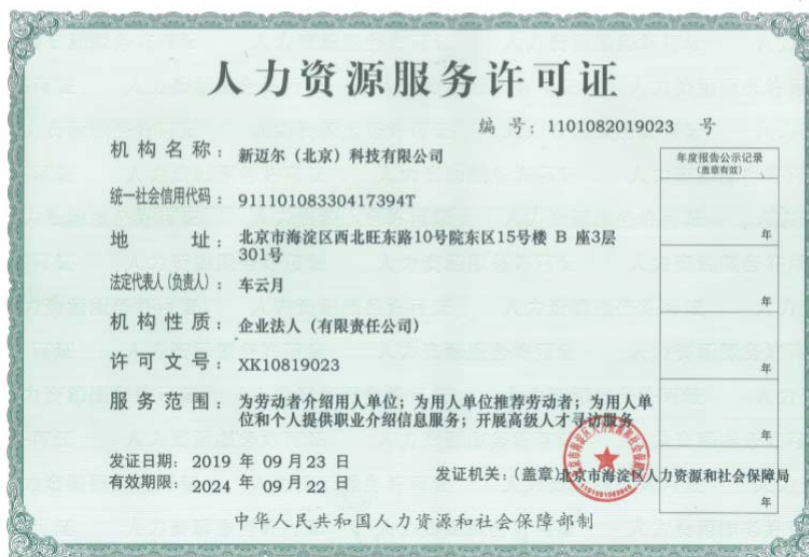 人力资源服务许可证
编 号：1101082019023 号
机构名称：新迈尔（北京）科技有限公司
统一社会信用代码：91110108330417394T
地 址：北京市海淀区西北旺东路10号院东区15号楼 B 座3层
301号
法定代表人（负责人）：车云月
机构性质：企业法人（有限责任公司）
许可文号：XK10819023
服务范围：为劳动者介绍用人单位；为用人单位推荐劳动者；为用人单
位和个人提供职业介绍信息服务；开展高级人才寻访服务
发证日期：2019 年 09 月 23 日
有效期限：2024 年 09 月 22 日
发证机关：（盖章）北京市海淀区人力资源和社会保障局
年度报告公示记录
（盖章有效）
年
年
年
年
年
中华人民共和国人力资源和社会保障部制